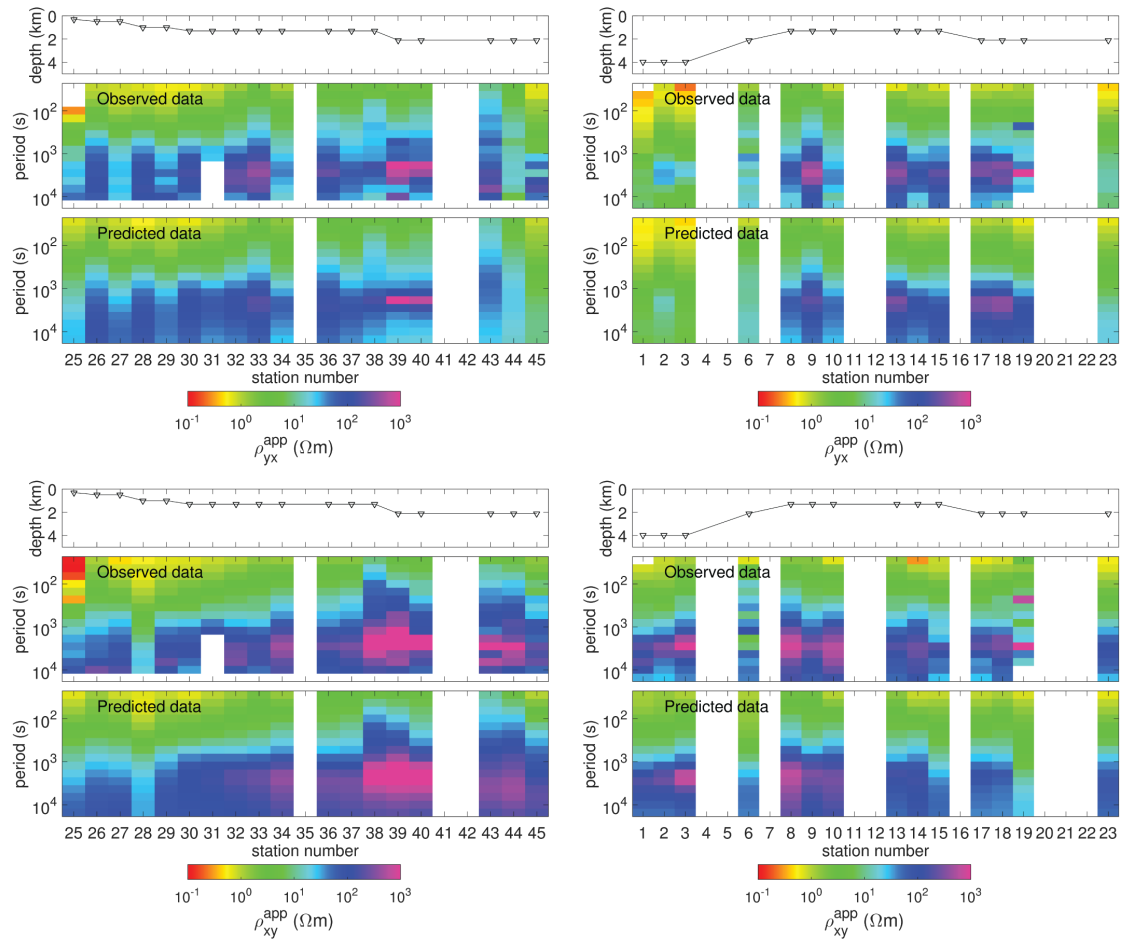 0
2
4
depth (km)
Observed data
10²
10³
10⁴
period (s)
Predicted data
10²
10³
10⁴
period (s)
25 26 27 28 29 30 31 32 33 34 35 36 37 38 39 40 41 42 43 44 45
station number
10⁻¹ 10⁰ 10¹ 10² 10³
ρyx^app (Ωm)
0
2
4
depth (km)
Observed data
10²
10³
10⁴
period (s)
Predicted data
10²
10³
10⁴
period (s)
1 2 3 4 5 6 7 8 9 10 11 12 13 14 15 16 17 18 19 20 21 22 23
station number
10⁻¹ 10⁰ 10¹ 10² 10³
ρyx^app (Ωm)
0
2
4
depth (km)
Observed data
10²
10³
10⁴
period (s)
Predicted data
10²
10³
10⁴
period (s)
25 26 27 28 29 30 31 32 33 34 35 36 37 38 39 40 41 42 43 44 45
station number
10⁻¹ 10⁰ 10¹ 10² 10³
ρxy^app (Ωm)
0
2
4
depth (km)
Observed data
10²
10³
10⁴
period (s)
Predicted data
10²
10³
10⁴
period (s)
1 2 3 4 5 6 7 8 9 10 11 12 13 14 15 16 17 18 19 20 21 22 23
station number
10⁻¹ 10⁰ 10¹ 10² 10³
ρxy^app (Ωm)